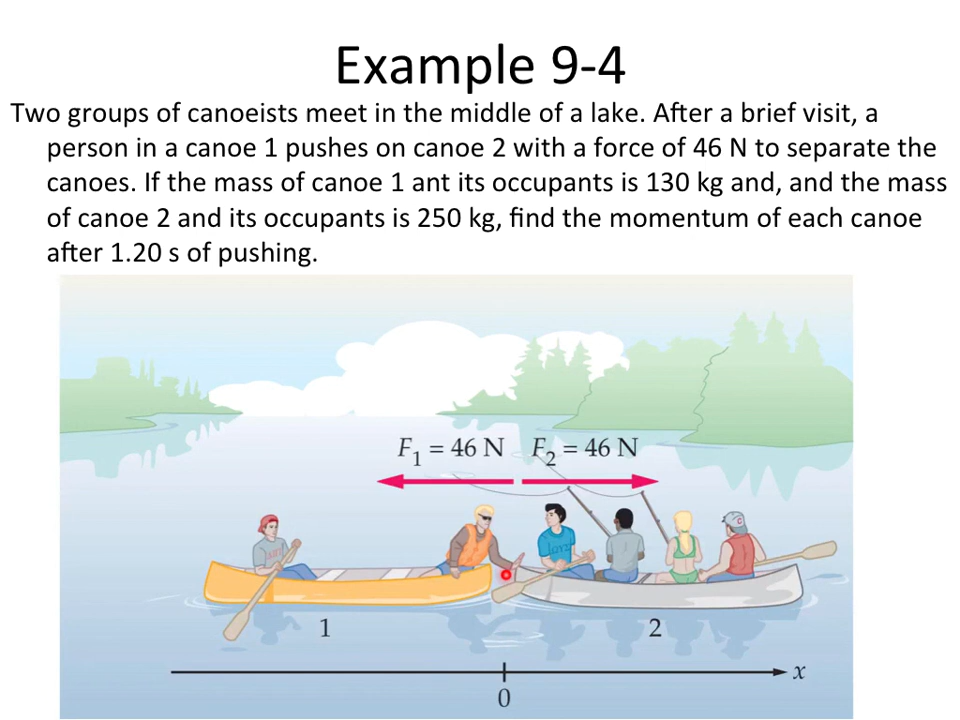 Example 9-4
Two groups of canoeists meet in the middle of a lake. After a brief visit, a
person in a canoe 1 pushes on canoe 2 with a force of 46 N to separate the
canoes. If the mass of canoe 1 ant its occupants is 130 kg and, and the mass
of canoe 2 and its occupants is 250 kg, find the momentum of each canoe
after 1.20 s of pushing.
F₁ = 46 N F₂ = 46 N
C
1 2
x
0